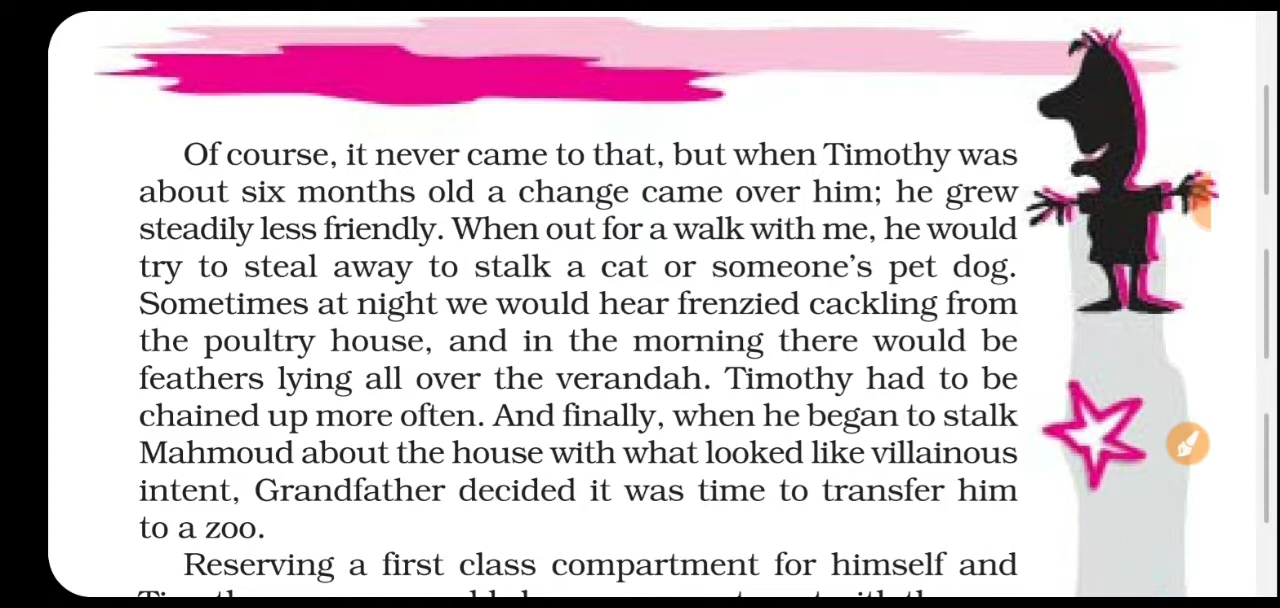 Of course, it never came to that, but when Timothy was
about six months old a change came over him; he grew
steadily less friendly. When out for a walk with me, he would
try to steal away to stalk a cat or someone's pet dog.
Sometimes at night we would hear frenzied cackling from
the poultry house, and in the morning there would be
feathers lying all over the verandah. Timothy had to be
chained up more often. And finally, when he began to stalk
Mahmoud about the house with what looked like villainous
intent, Grandfather decided it was time to transfer him
to a zoo.
Reserving a first class compartment for himself and